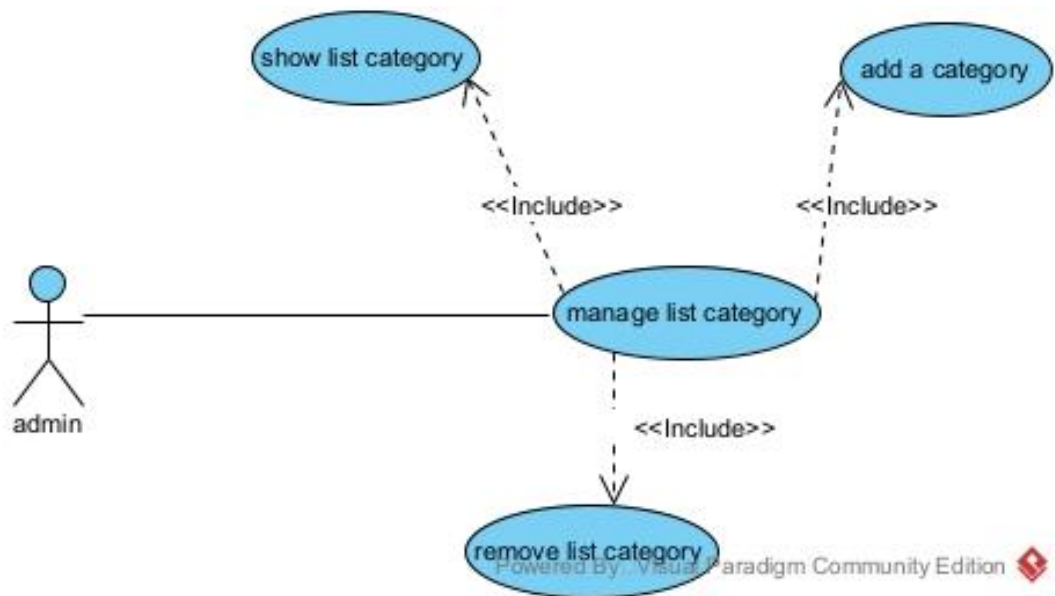 show list category
add a category
<<Include>>
<<Include>>
manage list category
admin
<<Include>>
remove list category
Powered By Visual Paradigm Community Edition